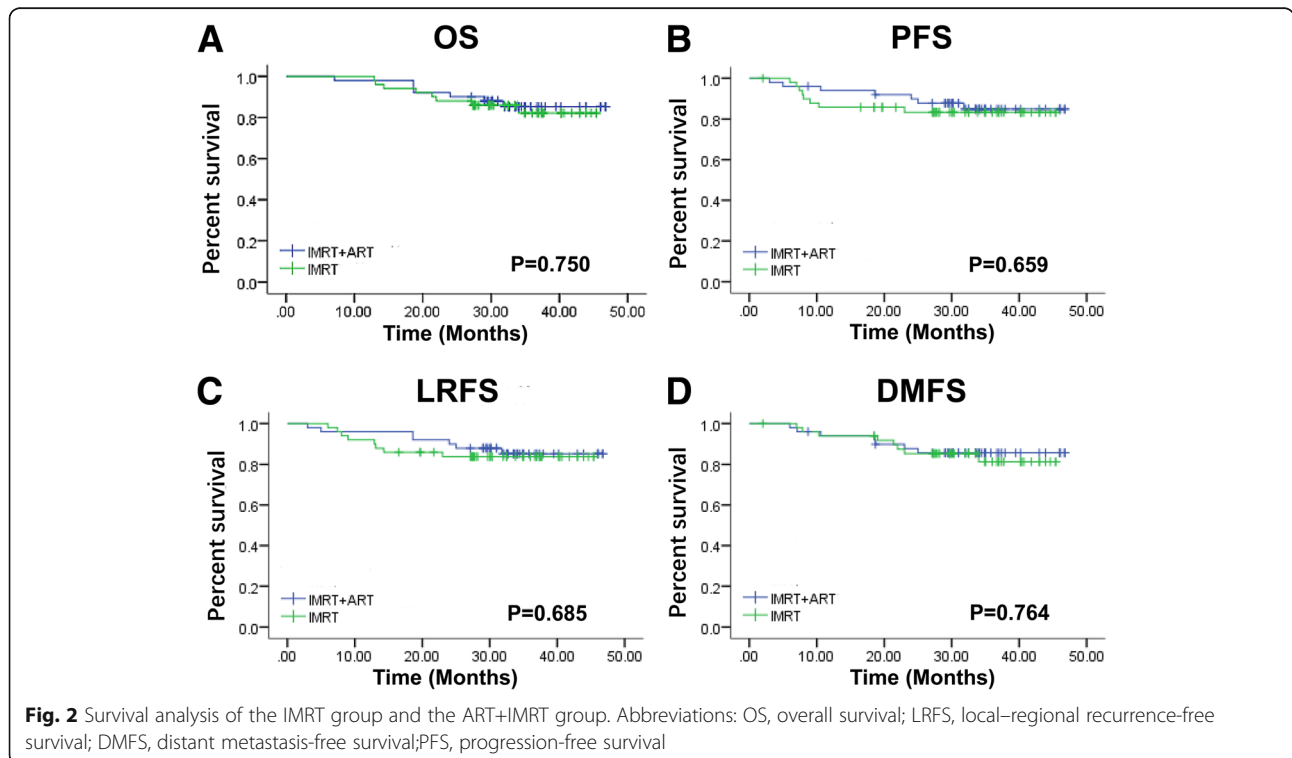 A
OS
Percent survival
1.0
0.8
0.6
0.4
0.2
0.0
IMRT+ART
IMRT
P=0.750
.00 10.00 20.00 30.00 40.00 50.00
Time (Months)
B
PFS
Percent survival
1.0
0.8
0.6
0.4
0.2
0.0
IMRT+ART
IMRT
P=0.659
.00 10.00 20.00 30.00 40.00 50.00
Time (Months)
C
LRFS
Percent survival
1.0
0.8
0.6
0.4
0.2
0.0
IMRT+ART
IMRT
P=0.685
.00 10.00 20.00 30.00 40.00 50.00
Time (Months)
D
DMFS
Percent survival
1.0
0.8
0.6
0.4
0.2
0.0
IMRT+ART
IMRT
P=0.764
.00 10.00 20.00 30.00 40.00 50.00
Time (Months)
Fig. 2 Survival analysis of the IMRT group and the ART+IMRT group. Abbreviations: OS, overall survival; LRFS, local–regional recurrence-free
survival; DMFS, distant metastasis-free survival;PFS, progression-free survival